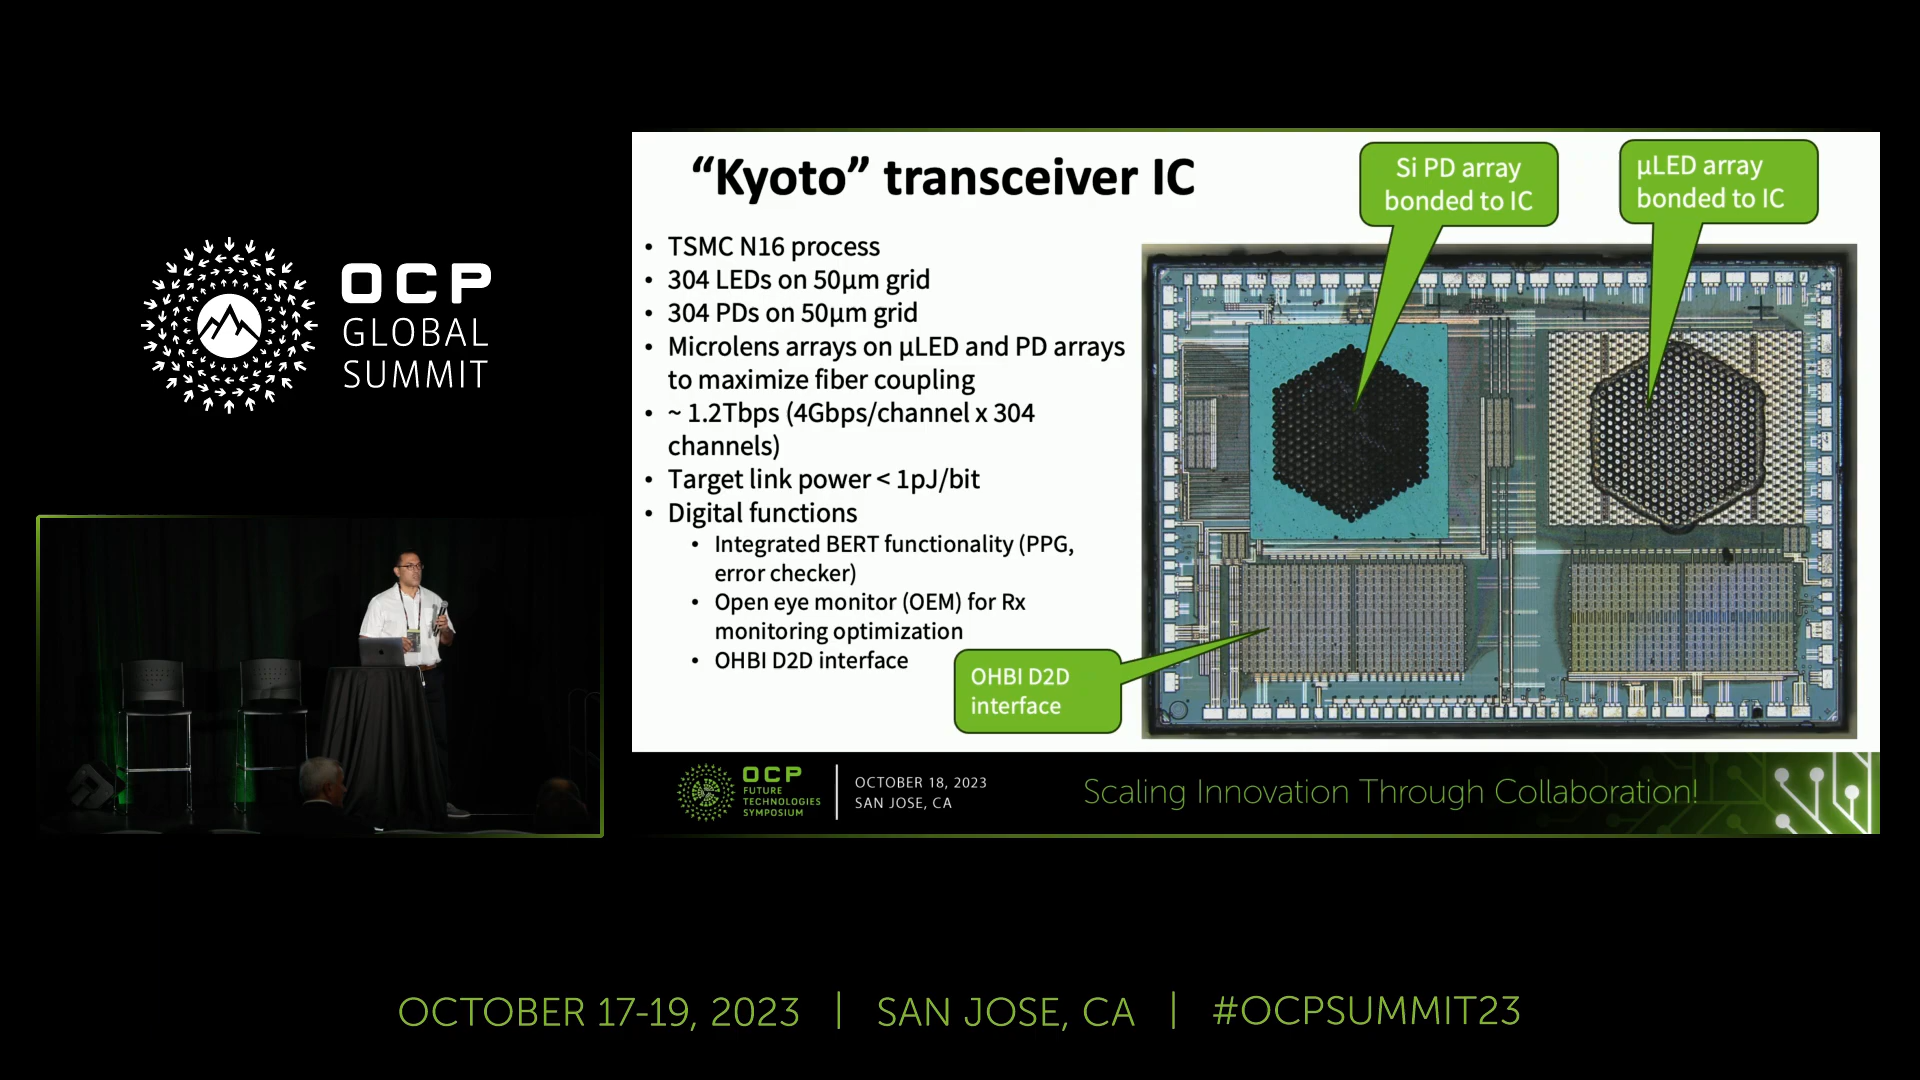 OCP
GLOBAL
SUMMIT
“Kyoto” transceiver IC
• TSMC N16 process
• 304 LEDs on 50µm grid
• 304 PDs on 50µm grid
• Microlens arrays on µLED and PD arrays
to maximize fiber coupling
• ~ 1.2Tbps (4Gbps/channel x 304
channels)
• Target link power < 1pJ/bit
• Digital functions
• Integrated BERT functionality (PPG,
error checker)
• Open eye monitor (OEM) for Rx
monitoring optimization
• OHBI D2D interface
Si PD array
bonded to IC
µLED array
bonded to IC
OHBI D2D
interface
OCP
FUTURE
TECHNOLOGIES
SYMPOSIUM
OCTOBER 18, 2023
SAN JOSE, CA
Scaling Innovation Through Collaboration!
OCTOBER 17-19, 2023 | SAN JOSE, CA | #OCPSUMMIT23